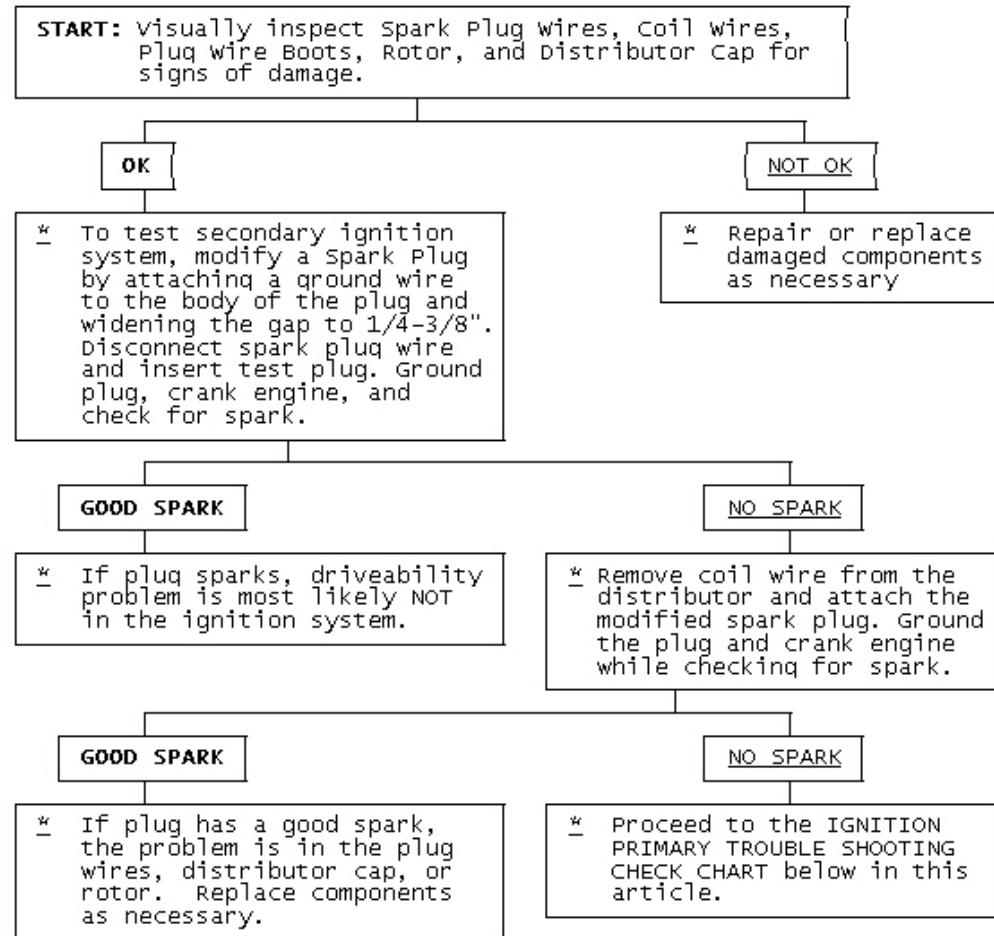 START: Visually inspect Spark Plug Wires, Coil Wires,
Plug Wire Boots, Rotor, and Distributor Cap for
signs of damage.
OK
NOT OK
* To test secondary ignition
system, modify a Spark Plug
by attaching a ground wire
to the body of the plug and
widening the gap to 1/4-3/8".
Disconnect spark plug wire
and insert test plug. Ground
plug, crank engine, and
check for spark.
* Repair or replace
damaged components
as necessary
GOOD SPARK
NO SPARK
* If plug sparks, driveability
problem is most likely NOT
in the ignition system.
* Remove coil wire from the
distributor and attach the
modified spark plug. Ground
the plug and crank engine
while checking for spark.
GOOD SPARK
NO SPARK
* If plug has a good spark,
the problem is in the plug
wires, distributor cap, or
rotor.  Replace components
as necessary.
* Proceed to the IGNITION
PRIMARY TROUBLE SHOOTING
CHECK CHART below in this
article.